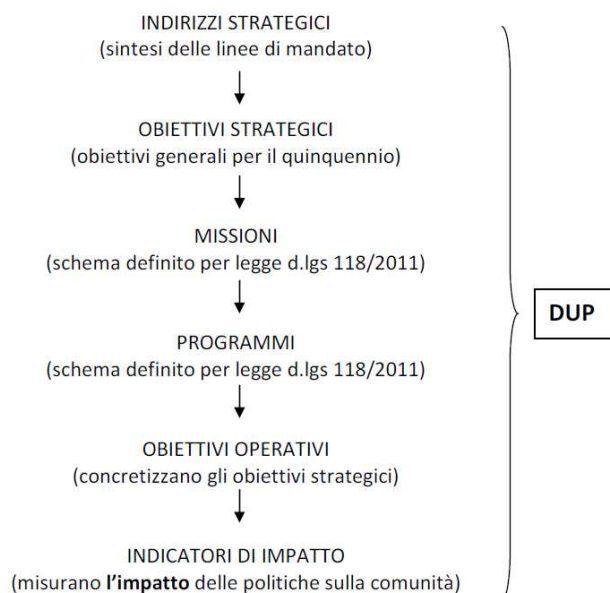 INDIRIZZI STRATEGICI
(sintesi delle linee di mandato)
OBIETTIVI STRATEGICI
(obiettivi generali per il quinquennio)
MISSIONI
(schema definito per legge d.lgs 118/2011)
DUP
PROGRAMMI
(schema definito per legge d.lgs 118/2011)
OBIETTIVI OPERATIVI
(concretizzano gli obiettivi strategici)
INDICATORI DI IMPATTO
(misurano l'impatto delle politiche sulla comunità)